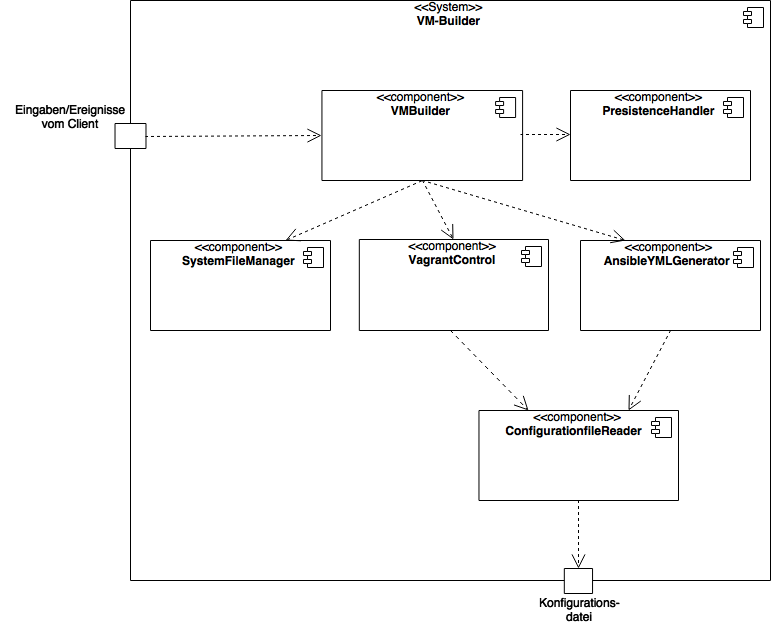 <<System>>
VM-Builder
Eingaben/Ereignisse
vom Client
<<component>>
VMBuilder
<<component>>
PresistenceHandler
<<component>>
SystemFileManager
<<component>>
VagrantControl
<<component>>
AnsibleYMLGenerator
<<component>>
ConfigurationfileReader
Konfigurations-
datei